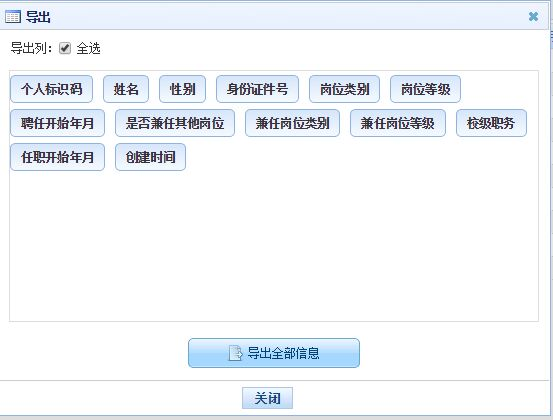 导出
导出列： 全选
个人标识码 姓名 性别 身份证件号 岗位类别 岗位等级
聘任开始年月 是否兼任其他岗位 兼任岗位类别 兼任岗位等级 校级职务
任职开始年月 创建时间
导出全部信息
关闭